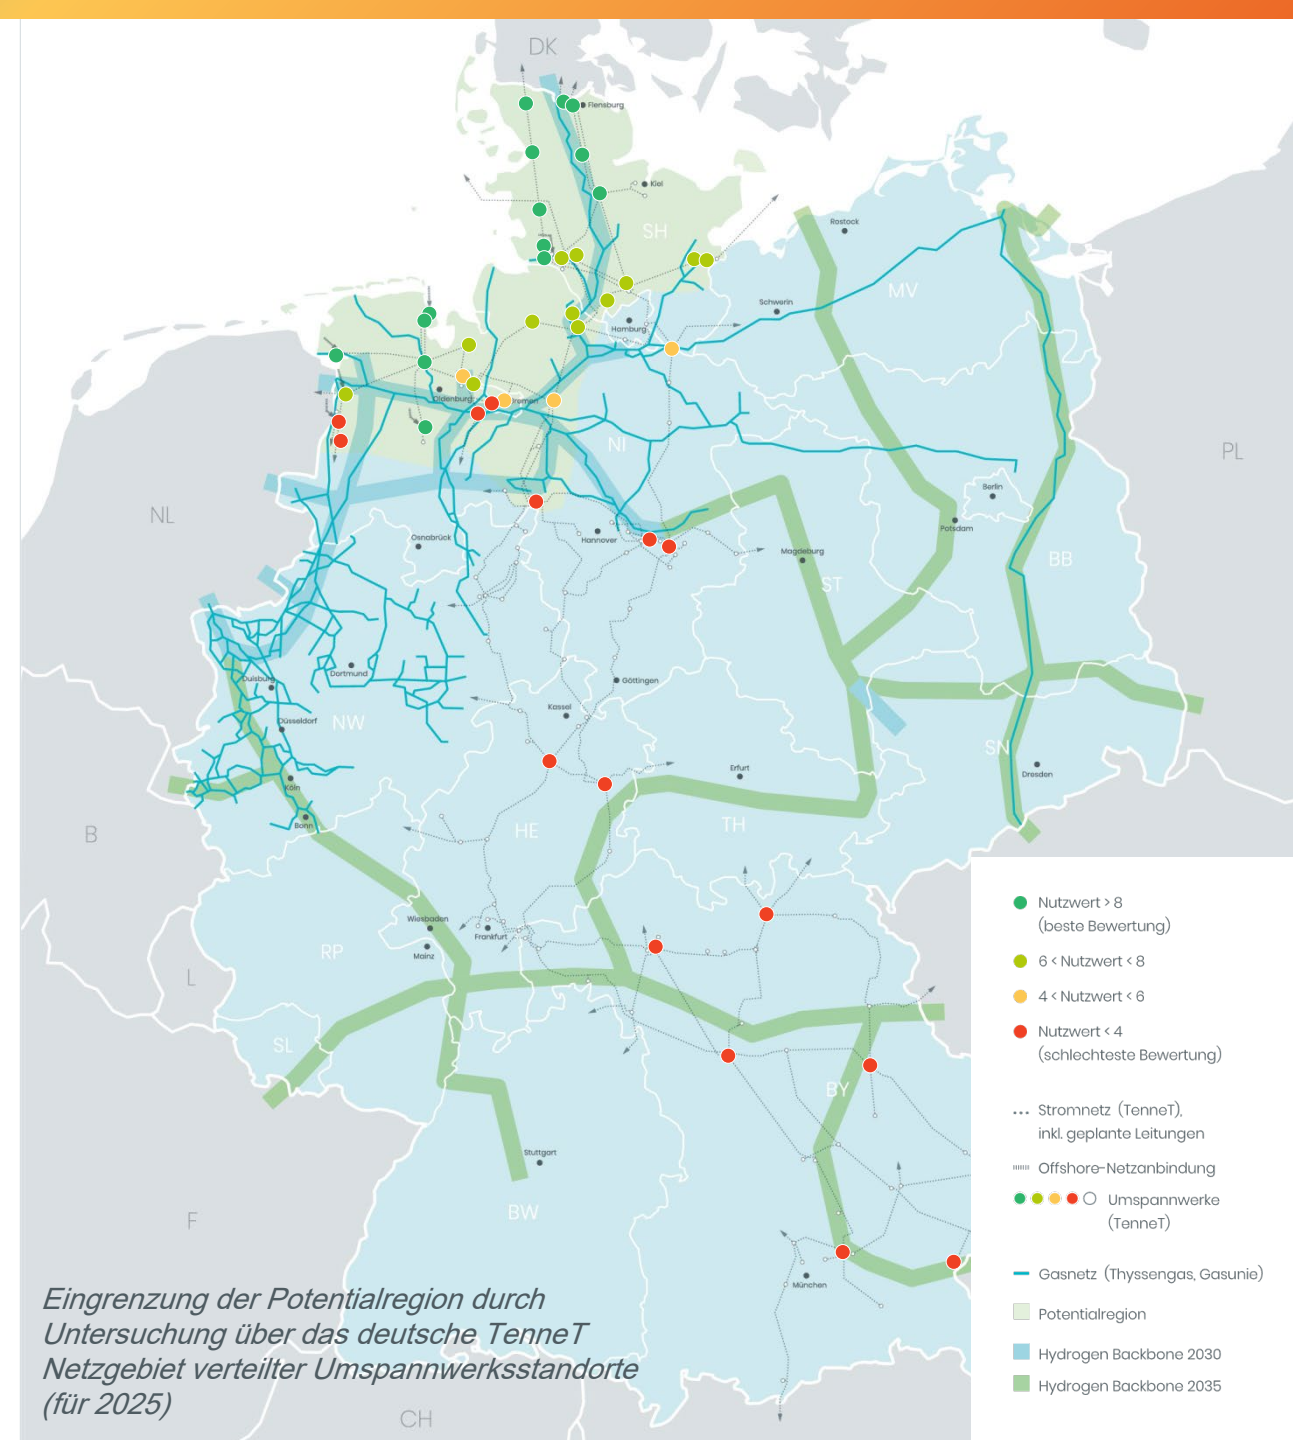 DK
Flensburg
Kiel
SH
Rostock
MV
Schwerin
Hamburg
Oldenburg
Bremen
NI
PL
Berlin
NL
Potsdam
Osnabrück
Hannover
Magdeburg
BB
ST
Dortmund
Duisburg
Göttingen
Kassel
Düsseldorf
NW
SN
Erfurt
Dresden
Köln
Bonn
TH
HE
B
Wiesbaden
Frankfurt
Mainz
RP
L
SL
BY
Stuttgart
BW
F
München
CH
Eingrenzung der Potentialregion durch
Untersuchung über das deutsche TenneT
Netzgebiet verteilter Umspannwerksstandorte
(für 2025)
Nutzwert > 8
(beste Bewertung)
6 < Nutzwert < 8
4 < Nutzwert < 6
Nutzwert < 4
(schlechteste Bewertung)
Stromnetz (TenneT),
inkl. geplante Leitungen
Offshore-Netzanbindung
Umspannwerke
(TenneT)
Gasnetz (Thyssengas, Gasunie)
Potentialregion
Hydrogen Backbone 2030
Hydrogen Backbone 2035